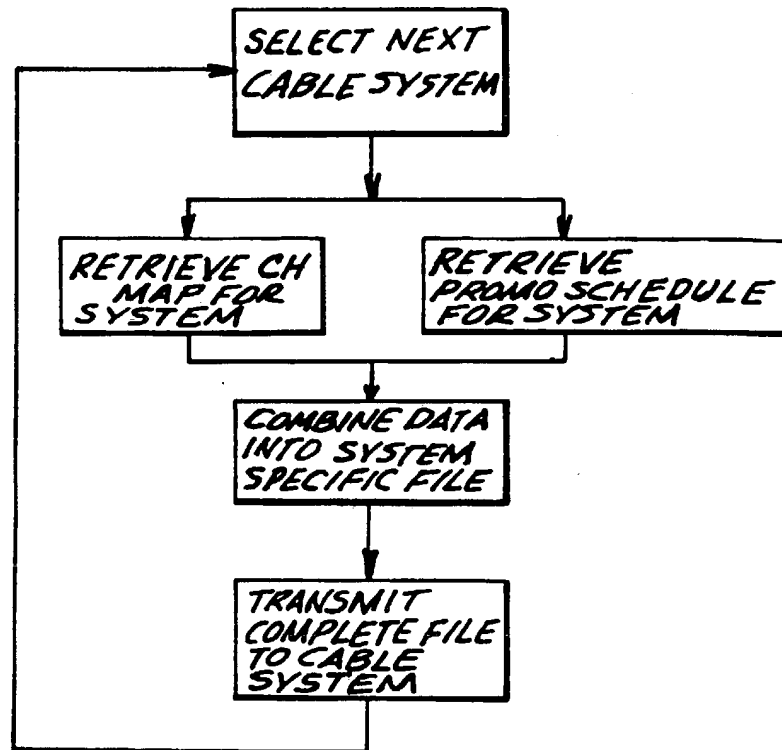 SELECT NEXT
CABLE SYSTEM
RETRIEVE CH
MAP FOR
SYSTEM
RETRIEVE
PROMO SCHEDULE
FOR SYSTEM
COMBINE DATA
INTO SYSTEM
SPECIFIC FILE
TRANSMIT
COMPLETE FILE
TO CABLE
SYSTEM